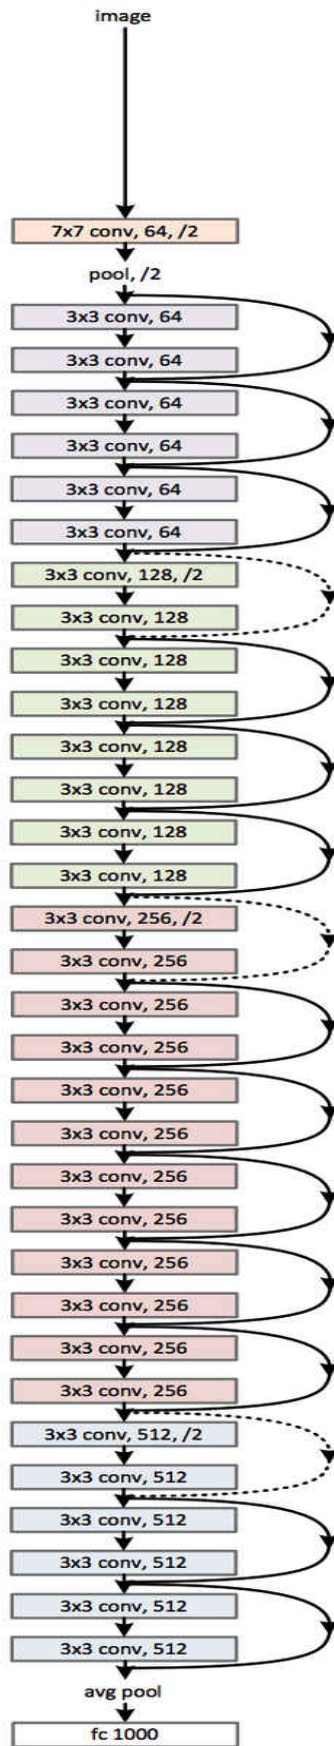 image
7x7 conv, 64, /2
pool, /2
3x3 conv, 64
3x3 conv, 64
3x3 conv, 64
3x3 conv, 64
3x3 conv, 64
3x3 conv, 64
3x3 conv, 128, /2
3x3 conv, 128
3x3 conv, 128
3x3 conv, 128
3x3 conv, 128
3x3 conv, 128
3x3 conv, 128
3x3 conv, 128
3x3 conv, 256, /2
3x3 conv, 256
3x3 conv, 256
3x3 conv, 256
3x3 conv, 256
3x3 conv, 256
3x3 conv, 256
3x3 conv, 256
3x3 conv, 256
3x3 conv, 256
3x3 conv, 256
3x3 conv, 256
3x3 conv, 512, /2
3x3 conv, 512
3x3 conv, 512
3x3 conv, 512
3x3 conv, 512
3x3 conv, 512
avg pool
fc 1000